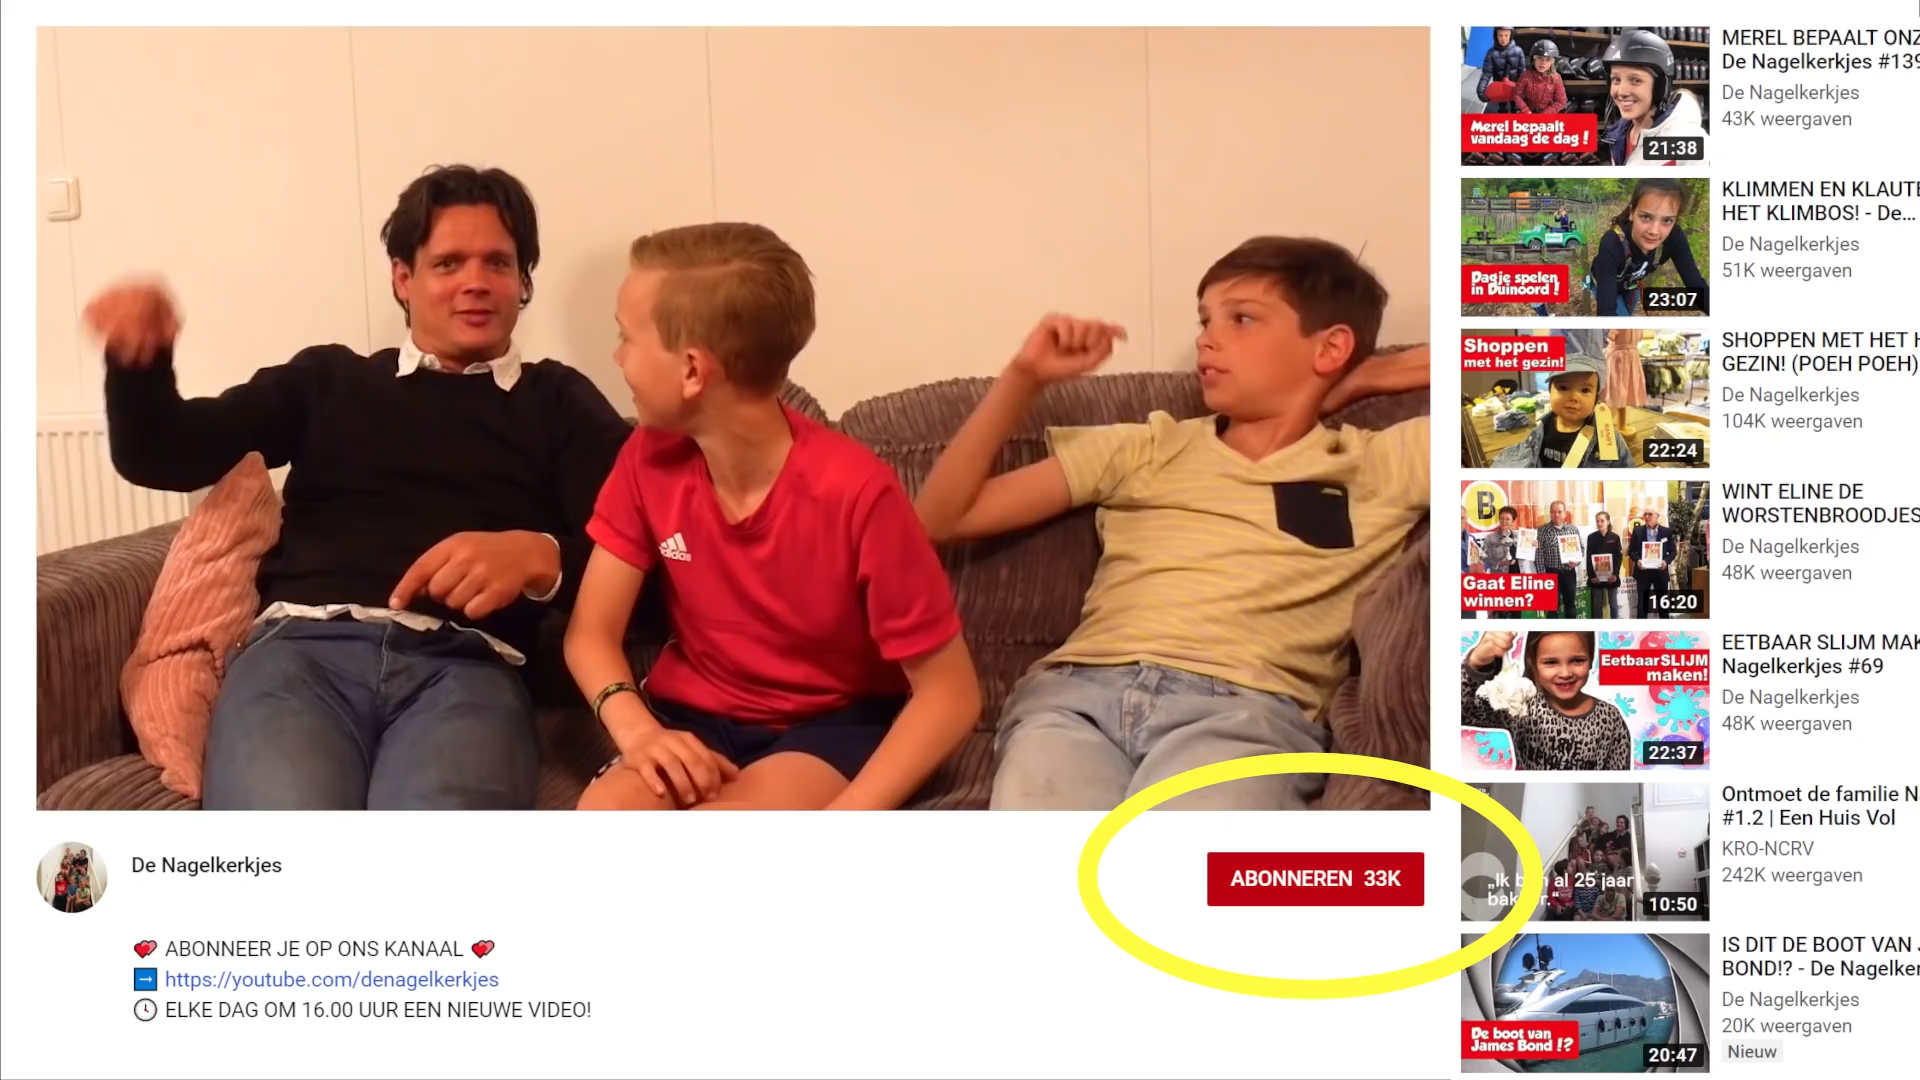 adidas
De Nagelkerkjes
ABONNEREN 33K
💕 ABONNEER JE OP ONS KANAAL 💕
➡ https://youtube.com/denagelkerkjes
🕓 ELKE DAG OM 16.00 UUR EEN NIEUWE VIDEO!
Merel bepaalt
vandaag de dag !
21:38
MEREL BEPAALT ONZ
De Nagelkerkjes #139
De Nagelkerkjes
43K weergaven
Dagje spelen
in Duinoord !
23:07
KLIMMEN EN KLAUTE
HET KLIMBOS! - De...
De Nagelkerkjes
51K weergaven
Shoppen
met het gezin!
22:24
SHOPPEN MET HET H
GEZIN! (POEH POEH)
De Nagelkerkjes
104K weergaven
B
Gaat Eline
winnen?
16:20
WINT ELINE DE
WORSTENBROODJES
De Nagelkerkjes
48K weergaven
EetbaarSLIJM
maken!
22:37
EETBAAR SLIJM MAK
Nagelkerkjes #69
De Nagelkerkjes
48K weergaven
al 25 jaar
10:50
Ontmoet de familie N
#1.2 | Een Huis Vol
KRO-NCRV
242K weergaven
De boot van
James Bond !?
20:47
IS DIT DE BOOT VAN J
BOND!? - De Nagelker
De Nagelkerkjes
20K weergaven
Nieuw